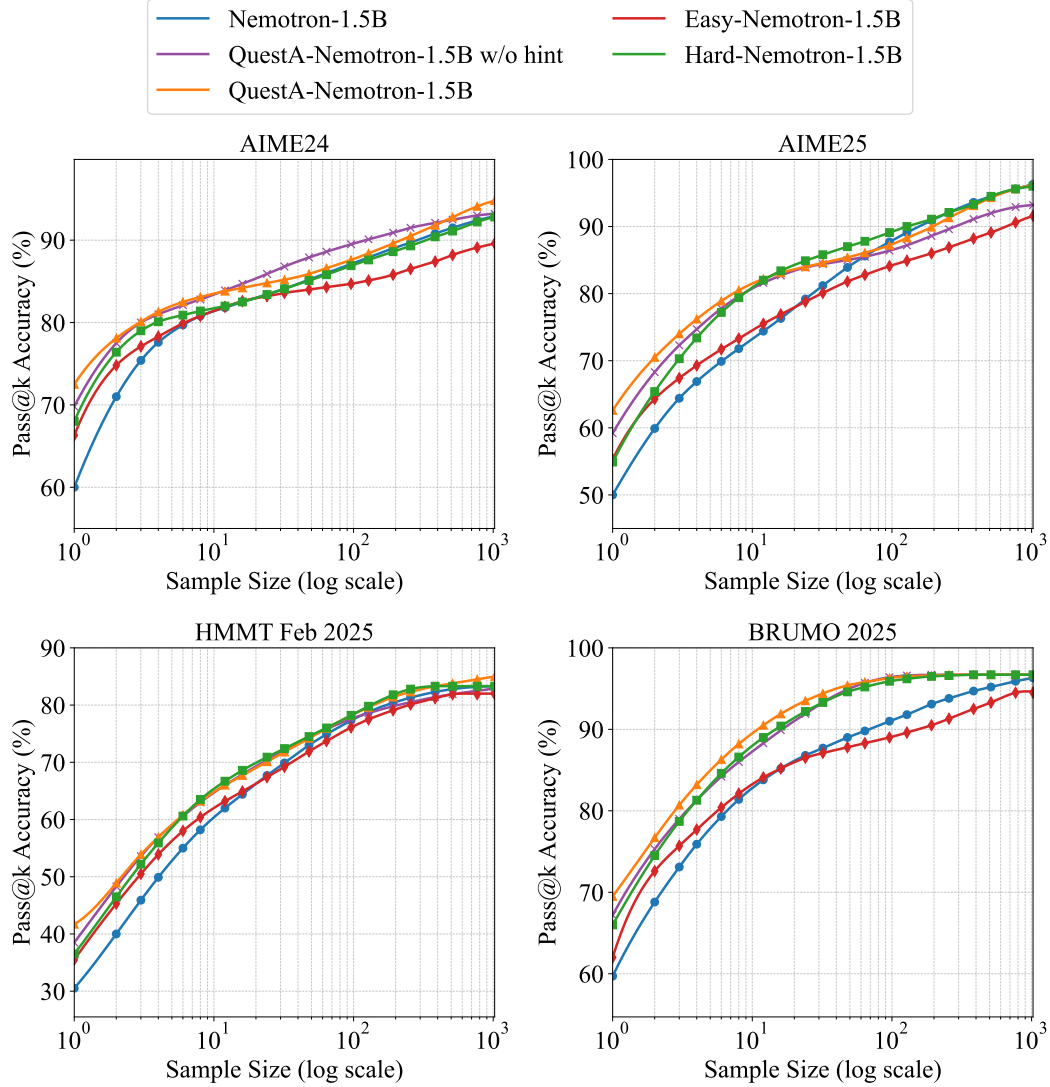 Nemotron-1.5B
QuestA-Nemotron-1.5B w/o hint
QuestA-Nemotron-1.5B
Easy-Nemotron-1.5B
Hard-Nemotron-1.5B
AIME24
Pass@k Accuracy (%)
90
80
70
60
10^0
10^1
10^2
10^3
Sample Size (log scale)
AIME25
Pass@k Accuracy (%)
100
90
80
70
60
50
10^0
10^1
10^2
10^3
Sample Size (log scale)
HMMT Feb 2025
Pass@k Accuracy (%)
90
80
70
60
50
40
30
10^0
10^1
10^2
10^3
Sample Size (log scale)
BRUMO 2025
Pass@k Accuracy (%)
100
90
80
70
60
10^0
10^1
10^2
10^3
Sample Size (log scale)